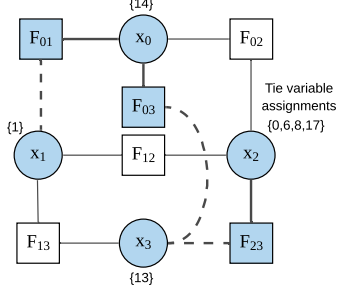 {14}
F01 x0 F02
F03
Tie variable
assignments
{0,6,8,17}
{1}
x1 F12 x2
F13 x3 F23
{13}